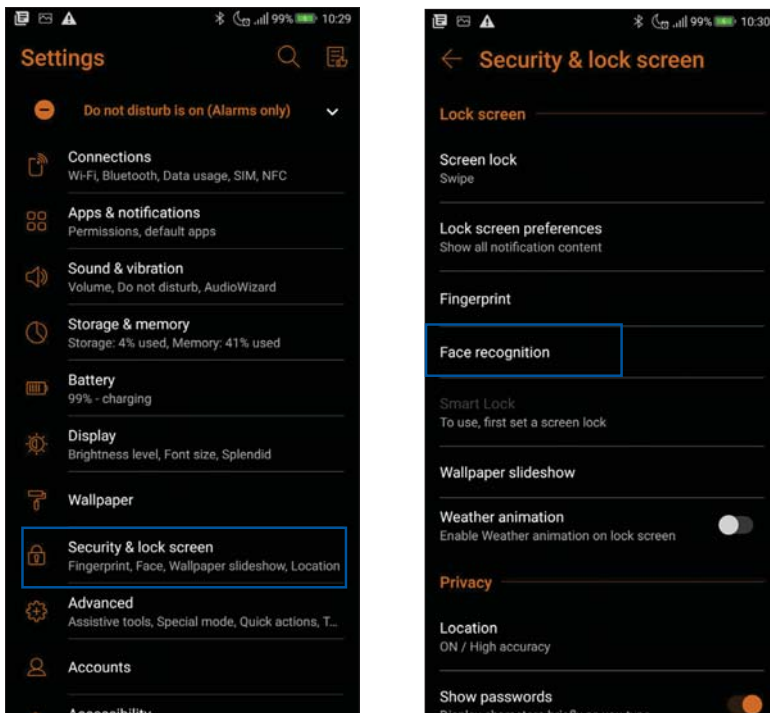 99% 10:29
Settings
Do not disturb is on (Alarms only)
Connections
Wi-Fi, Bluetooth, Data usage, SIM, NFC
Apps & notifications
Permissions, default apps
Sound & vibration
Volume, Do not disturb, AudioWizard
Storage & memory
Storage: 4% used, Memory: 41% used
Battery
99% - charging
Display
Brightness level, Font size, Splendid
Wallpaper
Security & lock screen
Fingerprint, Face, Wallpaper slideshow, Location
Advanced
Assistive tools, Special mode, Quick actions, T...
Accounts
99% 10:30
Security & lock screen
Lock screen
Screen lock
Swipe
Lock screen preferences
Show all notification content
Fingerprint
Face recognition
Smart Lock
To use, first set a screen lock
Wallpaper slideshow
Weather animation
Enable Weather animation on lock screen
Privacy
Location
ON / High accuracy
Show passwords